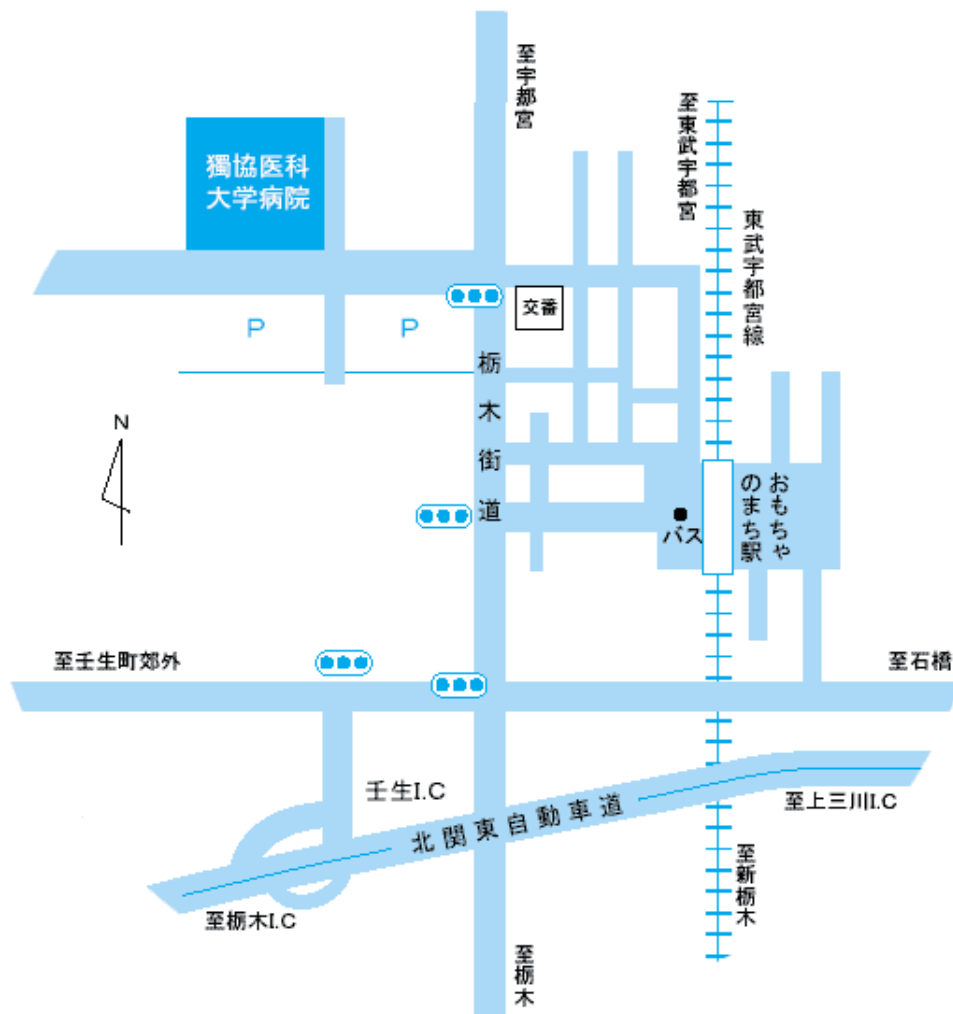 至宇都宮
至東武宇都宮
獨協医科
大学病院
東武宇都宮線
交番
P
P
栃木街道
N
おもちゃ
のまち駅
バス
至壬生町郊外
至石橋
壬生I.C
北関東自動車道
至上三川I.C
至栃木I.C
至新栃木
至栃木